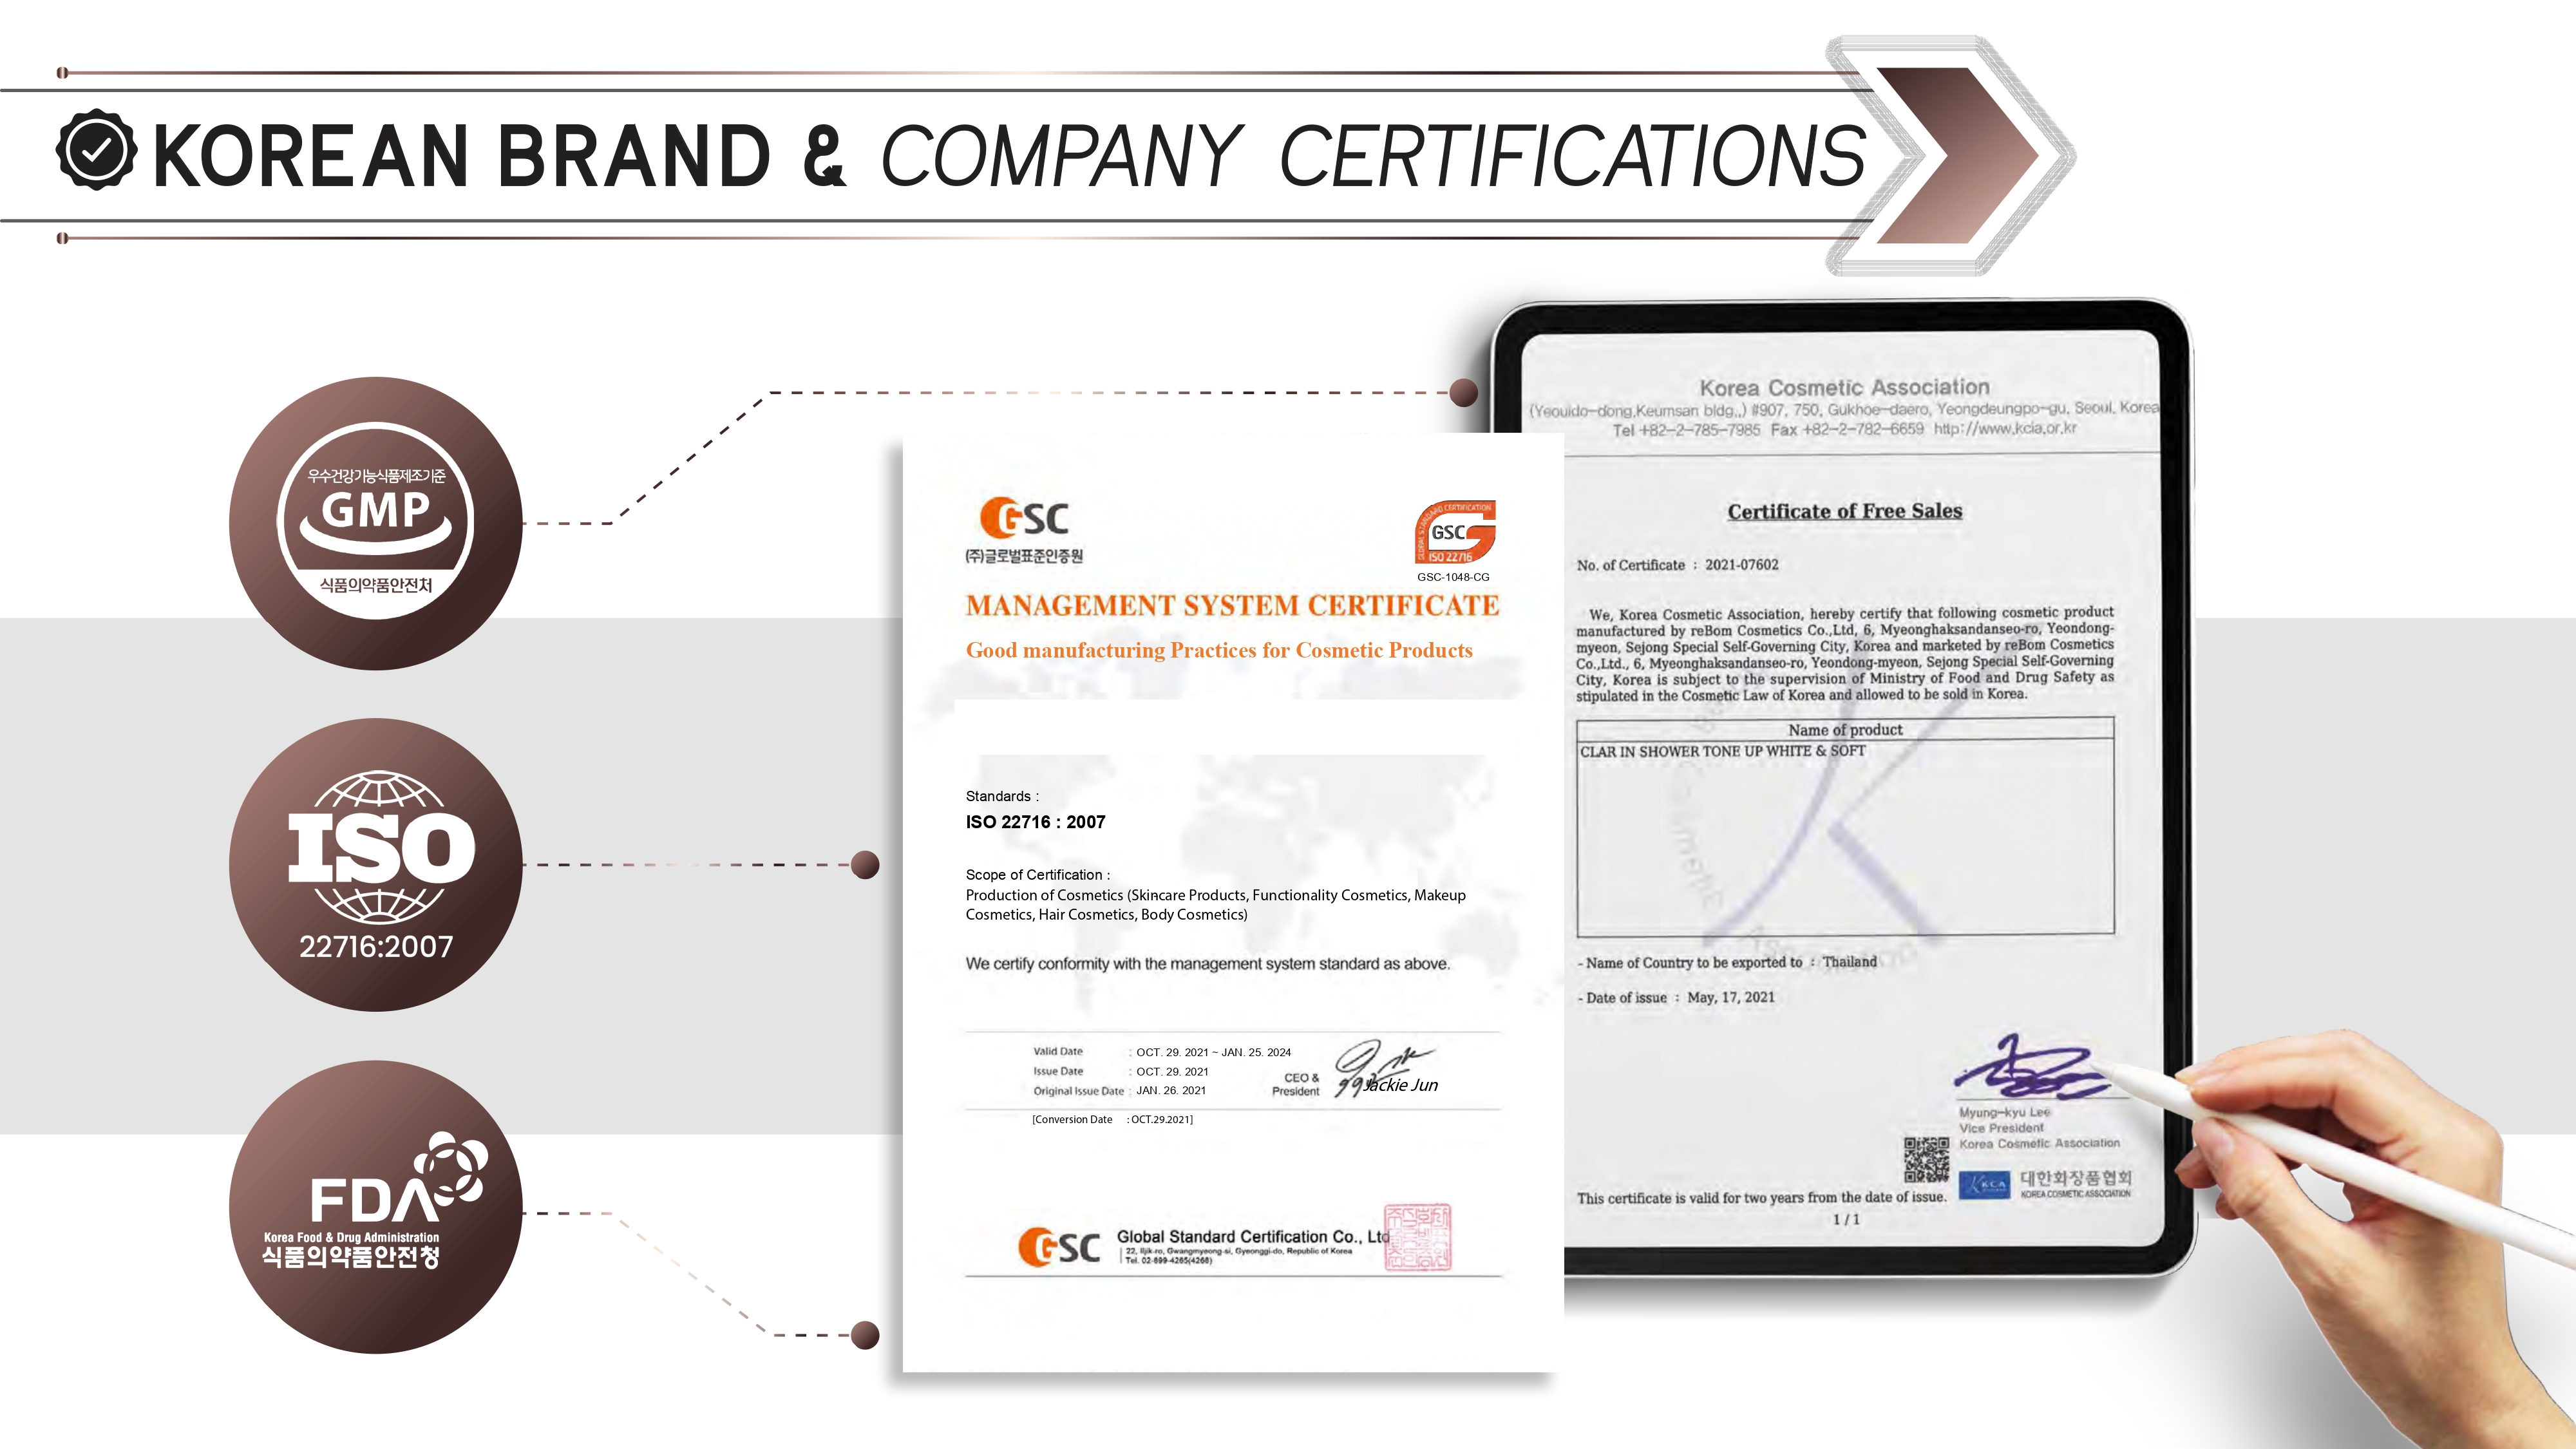 KOREAN BRAND & COMPANY CERTIFICATIONS
우수건강기능식품제조기준
GMP
식품의약품안전처
ISO
22716:2007
FDA
Korea Food & Drug Administration
식품의약품안전청
GSC
(주)글로벌표준인증원
GLOBAL STANDARD CERTIFICATION
GSC
ISO 22716
GSC-1048-CG
MANAGEMENT SYSTEM CERTIFICATE
Good manufacturing Practices for Cosmetic Products
Standards :
ISO 22716 : 2007
Scope of Certification :
Production of Cosmetics (Skincare Products, Functionality Cosmetics, Makeup
Cosmetics, Hair Cosmetics, Body Cosmetics)
We certify conformity with the management system standard as above.
Valid Date : OCT. 29. 2021 ~ JAN. 25. 2024
Issue Date : OCT. 29. 2021
Original Issue Date : JAN. 26. 2021
CEO &
President
Jackie Jun
[Conversion Date : OCT.29.2021]
GSC
Global Standard Certification Co., Ltd
22, Iljik-ro, Gwangmyeong-si, Gyeonggi-do, Republic of Korea
Tel. 02-899-4265(4268)
Korea Cosmetic Association
(Yeouido-dong,Keumsan bldg.,) #907, 750, Gukhoe-daero, Yeongdeungpo-gu, Seoul, Korea
Tel +82-2-785-7985 Fax +82-2-782-6659 http://www.kcia.or.kr
Certificate of Free Sales
No. of Certificate : 2021-07602
We, Korea Cosmetic Association, hereby certify that following cosmetic product
manufactured by reBom Cosmetics Co.,Ltd, 6, Myeonghaksandanseo-ro, Yeondong-
myeon, Sejong Special Self-Governing City, Korea and marketed by reBom Cosmetics
Co.,Ltd., 6, Myeonghaksandanseo-ro, Yeondong-myeon, Sejong Special Self-Governing
City, Korea is subject to the supervision of Ministry of Food and Drug Safety as
stipulated in the Cosmetic Law of Korea and allowed to be sold in Korea.
Name of product
CLAR IN SHOWER TONE UP WHITE & SOFT
- Name of Country to be exported to : Thailand
- Date of issue : May, 17, 2021
Myung-kyu Lee
Vice President
Korea Cosmetic Association
KCA
대한화장품협회
KOREA COSMETIC ASSOCIATION
This certificate is valid for two years from the date of issue.
1 / 1